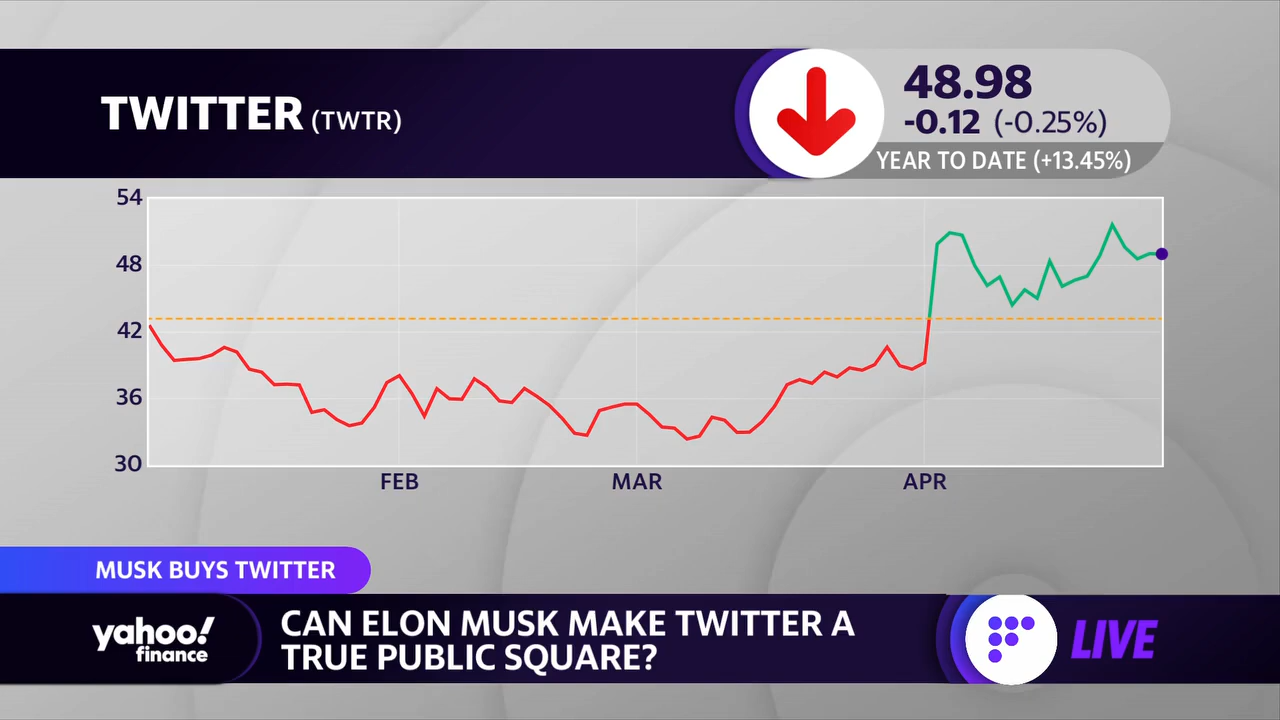 TWITTER (TWTR)
48.98
-0.12 (-0.25%)
YEAR TO DATE (+13.45%)
54
48
42
36
30
FEB MAR APR
MUSK BUYS TWITTER
yahoo!
finance
CAN ELON MUSK MAKE TWITTER A
TRUE PUBLIC SQUARE?
LIVE